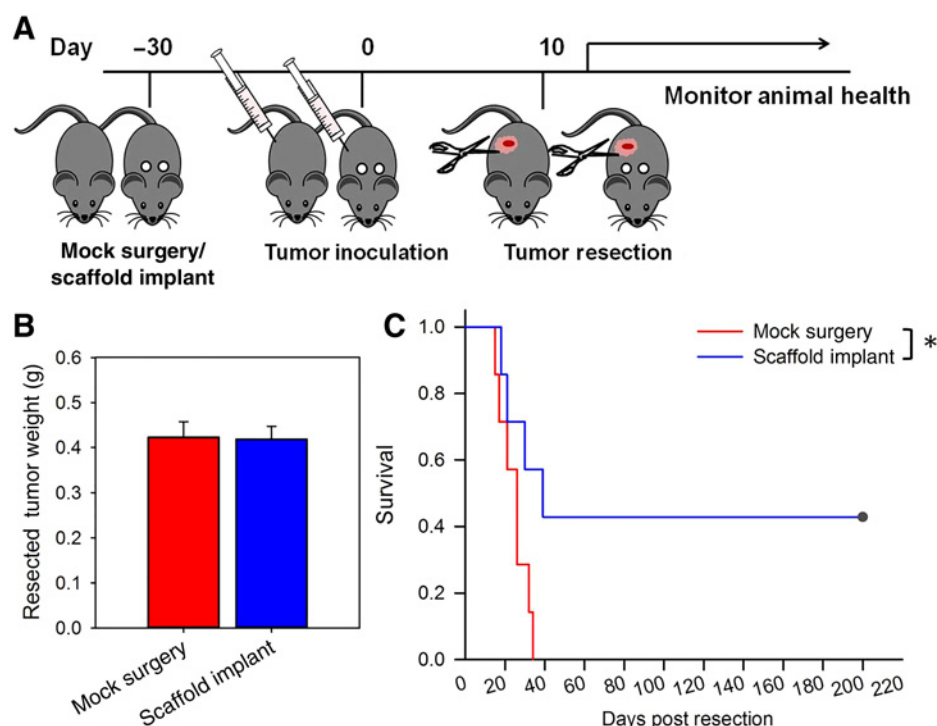 A
Day –30 0 10
Monitor animal health
Mock surgery/
scaffold implant
Tumor inoculation
Tumor resection
B
Resected tumor weight (g)
0.6
0.5
0.4
0.3
0.2
0.1
0.0
Mock surgery
Scaffold implant
C
Survival
1.0
0.8
0.6
0.4
0.2
0.0
Mock surgery
Scaffold implant
*
0 20 40 60 80 100 120 140 160 180 200 220
Days post resection